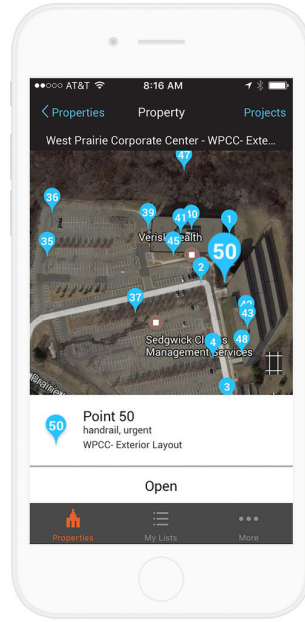 AT&T 8:16 AM
Properties Property Projects
West Prairie Corporate Center - WPCC- Exte...
47
36
39 41 40 1
35 45 Verisk Health 50
2
37
42
43
Sedgwick Claims 4 48
Management Services
3
Prairie
50 Point 50
handrail, urgent
WPCC- Exterior Layout
Open
Properties My Lists More